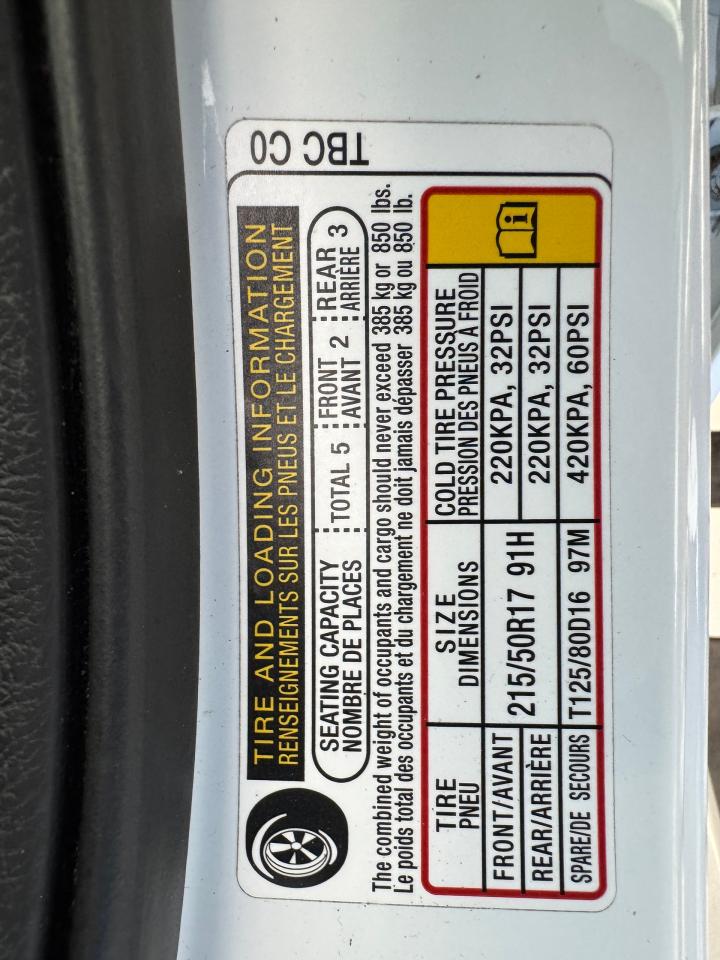 TBC C0
TIRE AND LOADING INFORMATION
RENSEIGNEMENTS SUR LES PNEUS ET LE CHARGEMENT
SEATING CAPACITY TOTAL 5 FRONT 2 REAR 3
NOMBRE DE PLACES AVANT ARRIÈRE
The combined weight of occupants and cargo should never exceed 385 kg or 850 lbs.
Le poids total des occupants et du chargement ne doit jamais dépasser 385 kg ou 850 lb.
TIRE SIZE COLD TIRE PRESSURE
PNEU DIMENSIONS PRESSION DES PNEUS À FROID
FRONT/AVANT 215/50R17 91H 220KPA, 32PSI
REAR/ARRIÈRE 220KPA, 32PSI
SPARE/DE SECOURS T125/80D16 97M 420KPA, 60PSI